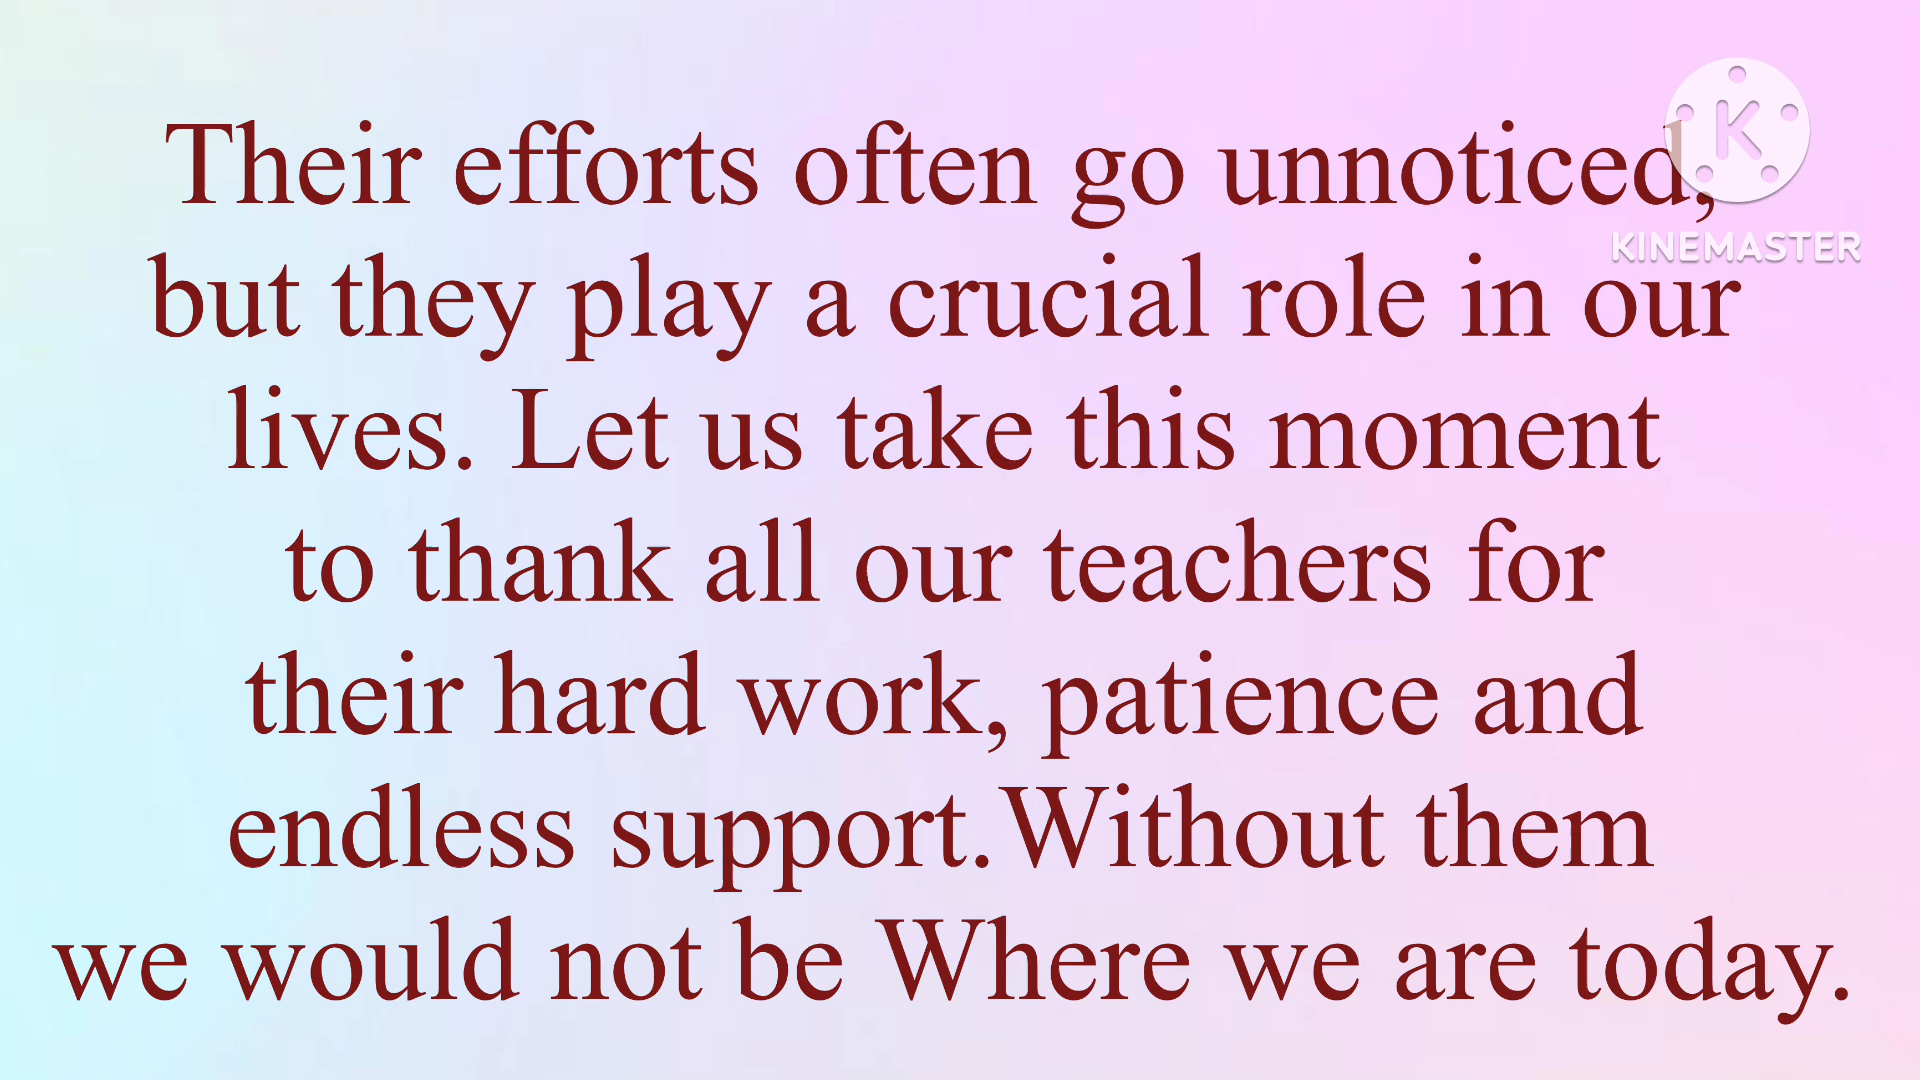 Their efforts often go unnoticed,
K
KINEMASTER
but they play a crucial role in our
lives. Let us take this moment
to thank all our teachers for
their hard work, patience and
endless support.Without them
we would not be Where we are today.